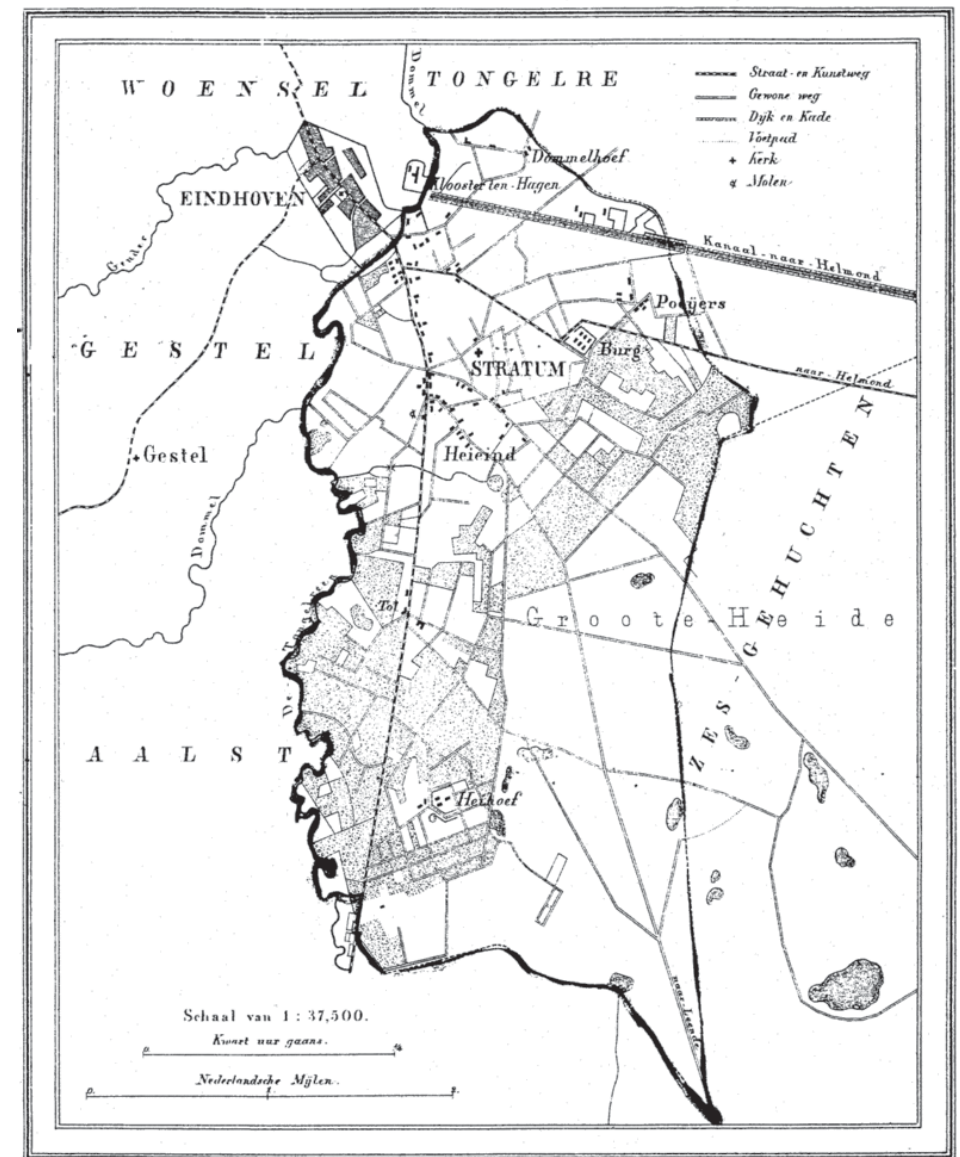 WOENSEL
TONGELRE
Dommel
Straat- en Kunstweg
Gewone weg
Dijk en Kade
Voetpad
Kerk
Molen
Dommelhoef
Klooster ten-Hagen
EINDHOVEN
Gender
Kanaal-naar-Helmond
Poeijers
GESTEL
STRATUM
Burg
naar-Helmond
Gestel
Heieind
Dommel
ZES-GEHUCHTEN
Tol
Groote-Heide
AALST
Heihoef
naar-Leende
Schaal van 1 : 37,500.
Kwart uur gaans.
Nederlandsche Mijlen.